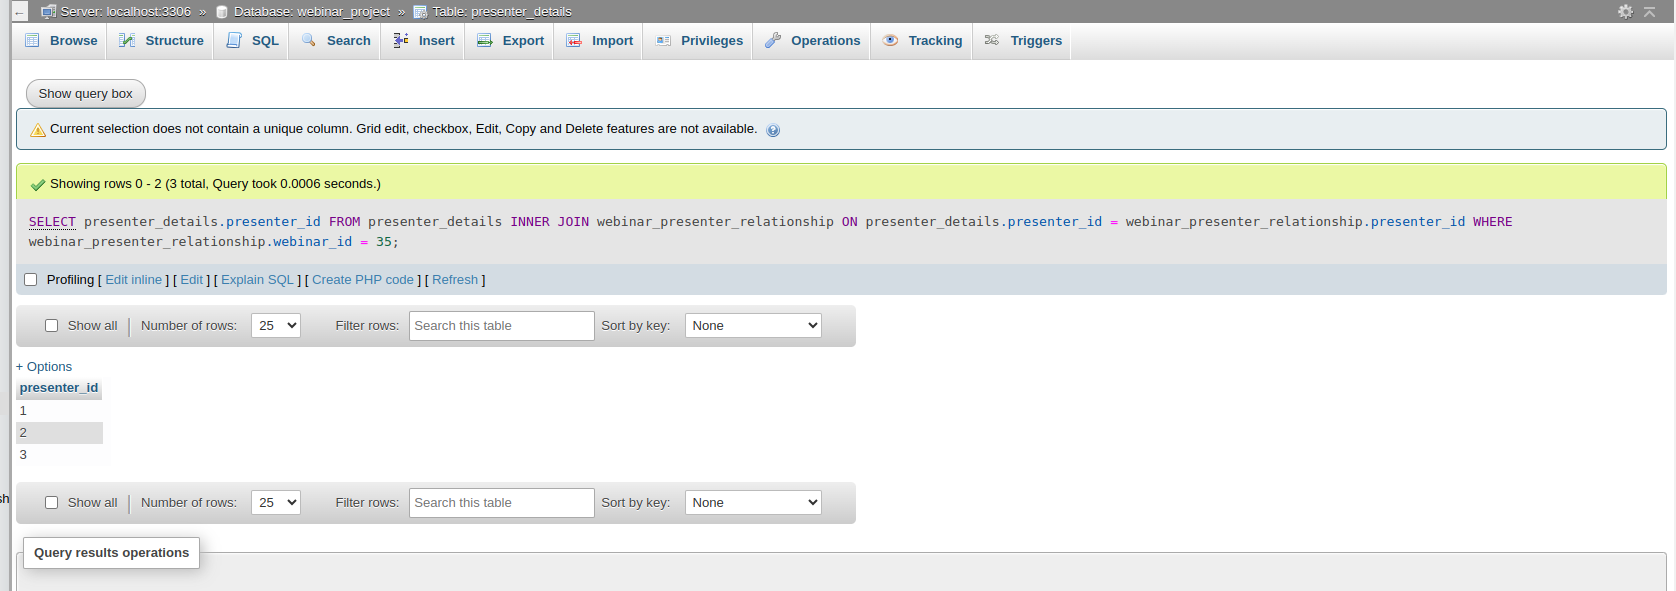 ← Server: localhost:3306 » Database: webinar_project » Table: presenter_details
Browse Structure SQL Search Insert Export Import Privileges Operations Tracking Triggers
Show query box
Current selection does not contain a unique column. Grid edit, checkbox, Edit, Copy and Delete features are not available.
Showing rows 0 - 2 (3 total, Query took 0.0006 seconds.)
SELECT presenter_details.presenter_id FROM presenter_details INNER JOIN webinar_presenter_relationship ON presenter_details.presenter_id = webinar_presenter_relationship.presenter_id WHERE
webinar_presenter_relationship.webinar_id = 35;
Profiling [ Edit inline ] [ Edit ] [ Explain SQL ] [ Create PHP code ] [ Refresh ]
Show all Number of rows: 25 Filter rows: Search this table Sort by key: None
+ Options
presenter_id
1
2
3
sh
Show all Number of rows: 25 Filter rows: Search this table Sort by key: None
Query results operations